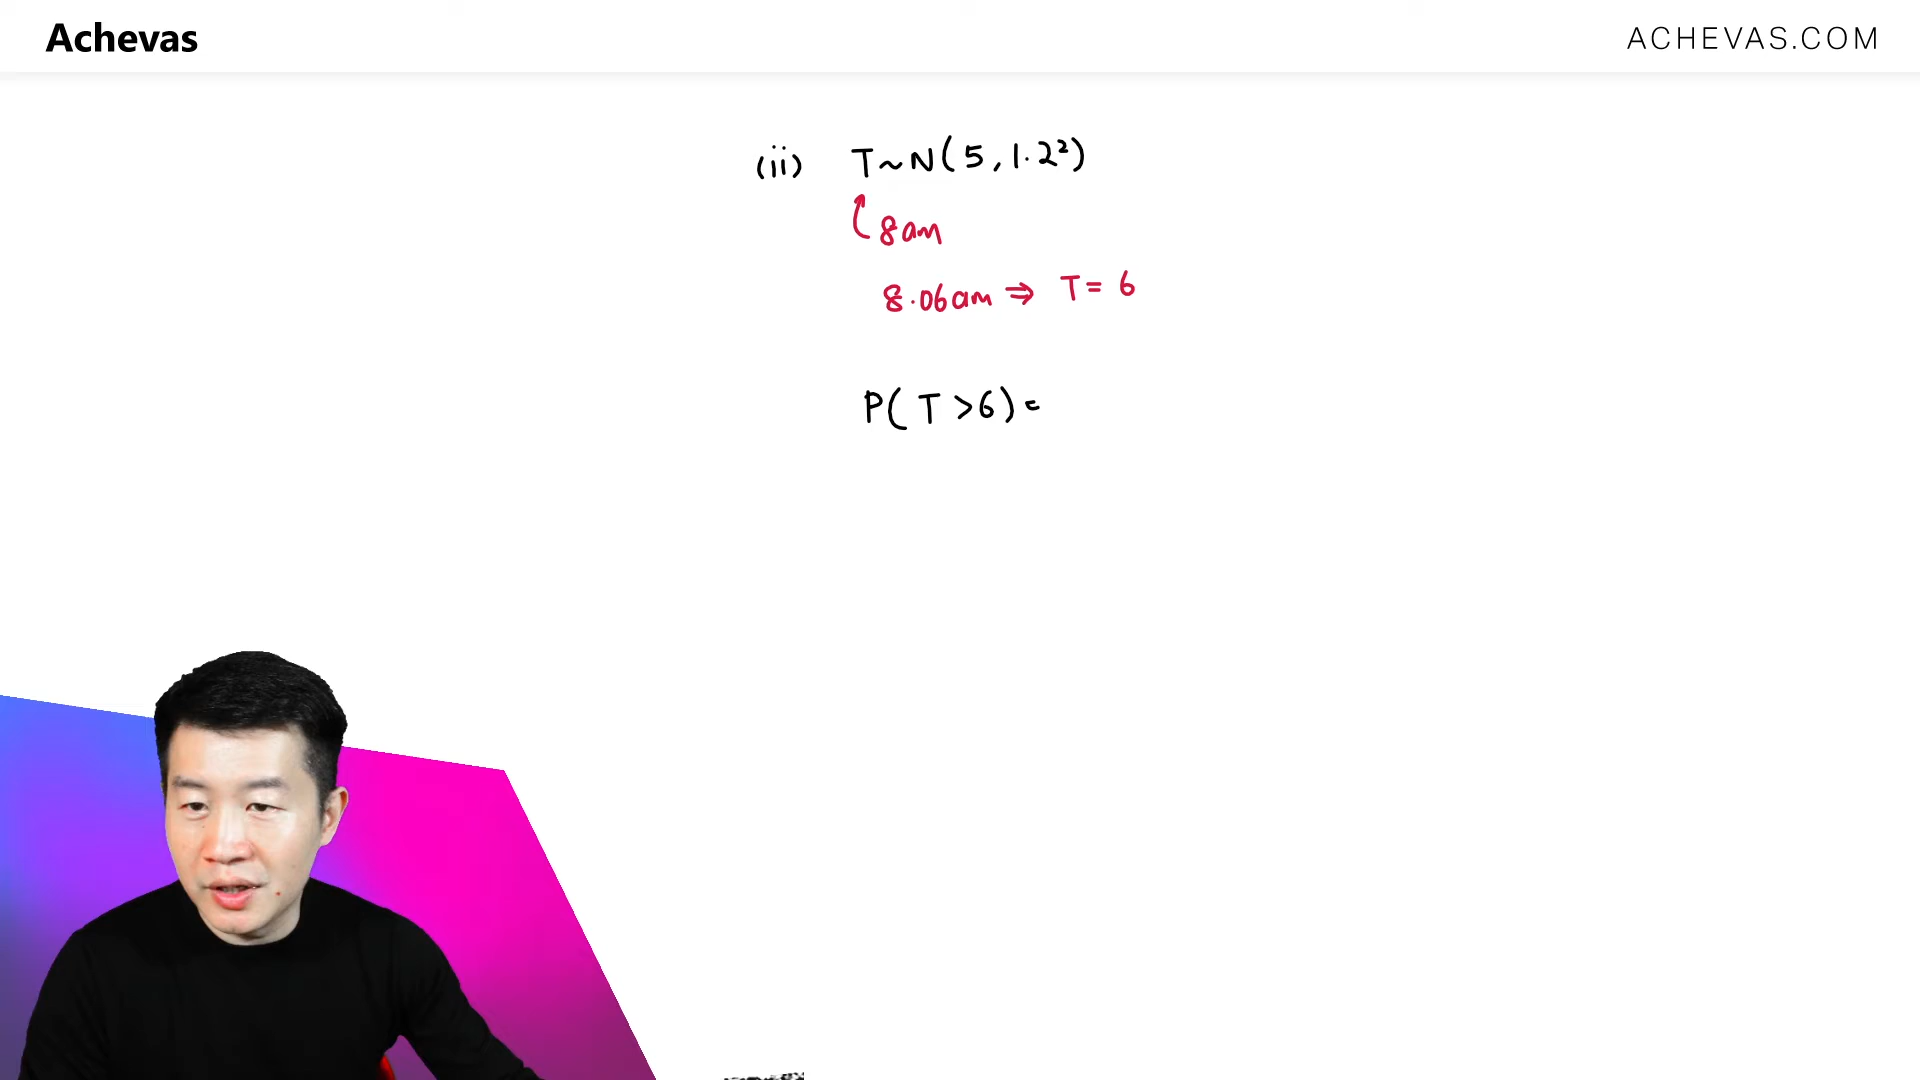 Achevas
ACHEVAS.COM
(ii) T~N(5,1.2²)
8am
8.06am ⇒ T= 6
P(T>6)=